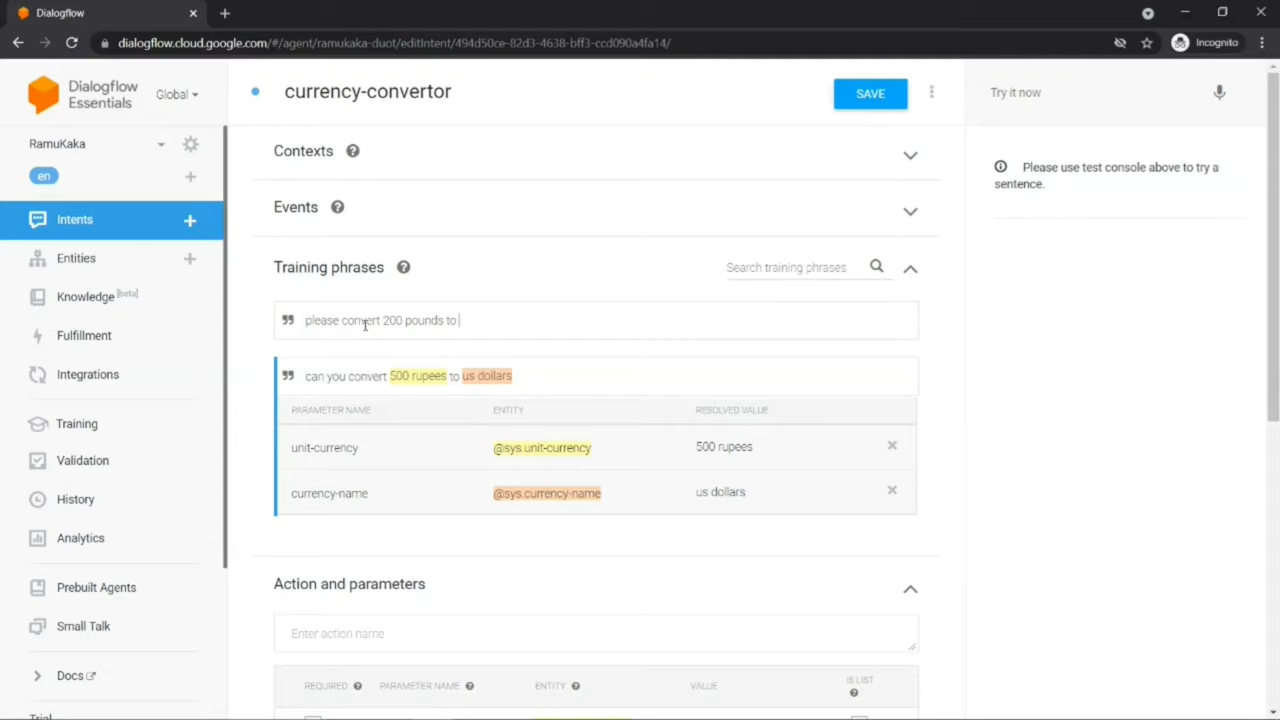 Dialogflow
dialogflow.cloud.google.com/#/agent/ramukaka-duot/editIntent/494d50ce-82d3-4638-bff3-ccd090a4fa14/
Incognito
Dialogflow
Essentials
Global
currency-convertor
SAVE
Try it now
RamuKaka
en
Intents
Entities
Knowledge [beta]
Fulfillment
Integrations
Training
Validation
History
Analytics
Prebuilt Agents
Small Talk
Docs
Trial
Contexts
Events
Training phrases
Search training phrases
please convert 200 pounds to
can you convert 500 rupees to us dollars
PARAMETER NAME ENTITY RESOLVED VALUE
unit-currency @sys.unit-currency 500 rupees
currency-name @sys.currency-name us dollars
Action and parameters
Enter action name
REQUIRED PARAMETER NAME ENTITY VALUE IS LIST
Please use test console above to try a
sentence.